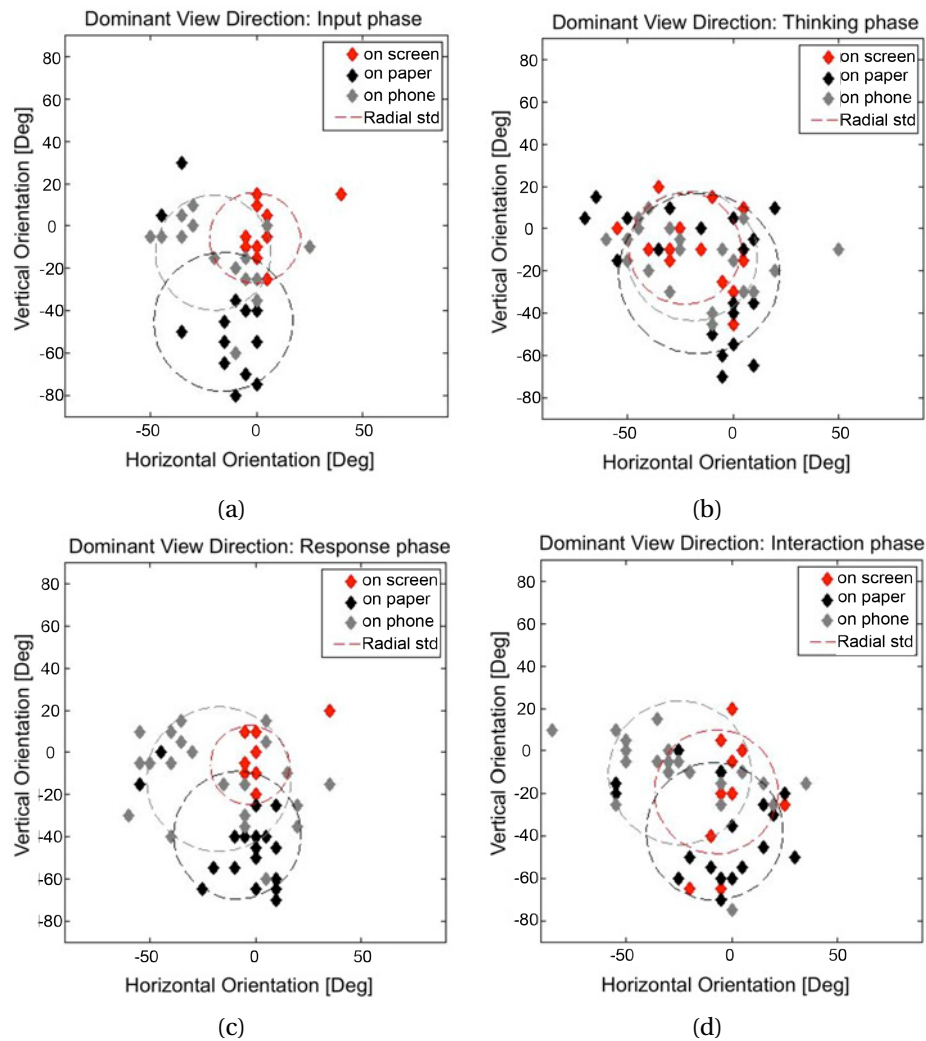 Dominant View Direction: Input phase
80
60
40
20
0
-20
-40
-60
-80
-50
0
50
Vertical Orientation [Deg]
Horizontal Orientation [Deg]
on screen
on paper
on phone
Radial std
(a)
Dominant View Direction: Thinking phase
80
60
40
20
0
-20
-40
-60
-80
-50
0
50
Vertical Orientation [Deg]
Horizontal Orientation [Deg]
on screen
on paper
on phone
Radial std
(b)
Dominant View Direction: Response phase
80
60
40
20
0
-20
-40
-60
-80
-50
0
50
Vertical Orientation [Deg]
Horizontal Orientation [Deg]
on screen
on paper
on phone
Radial std
(c)
Dominant View Direction: Interaction phase
80
60
40
20
0
-20
-40
-60
-80
-50
0
50
Vertical Orientation [Deg]
Horizontal Orientation [Deg]
on screen
on paper
on phone
Radial std
(d)